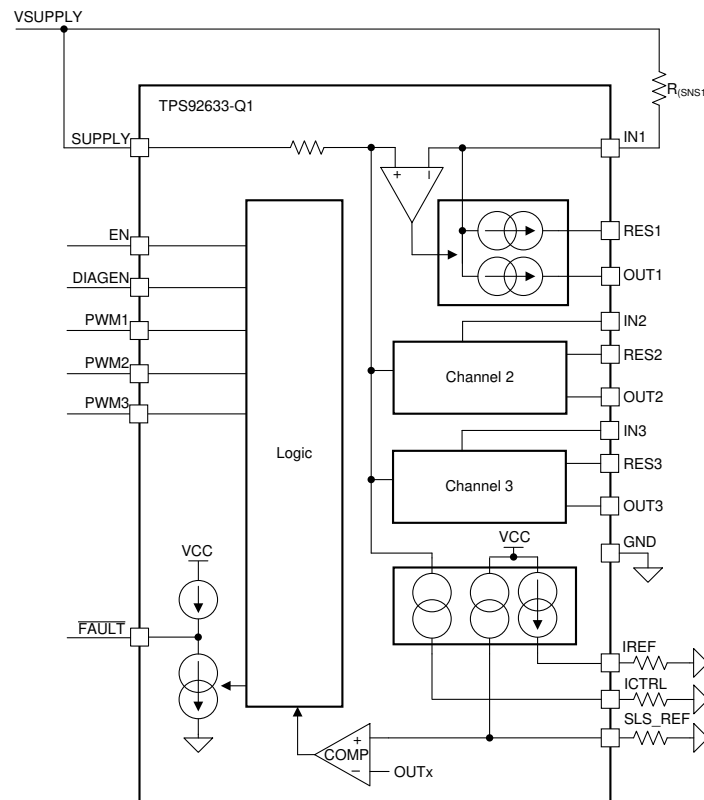 VSUPPLY
TPS92633-Q1
R(SNS1
SUPPLY
IN1
+
EN
RES1
DIAGEN
OUT1
PWM1
IN2
RES2
PWM2
Channel 2
OUT2
PWM3
IN3
Logic
RES3
Channel 3
OUT3
VCC
GND
VCC
FAULT
IREF
ICTRL
SLS_REF
+
COMP
−
OUTx